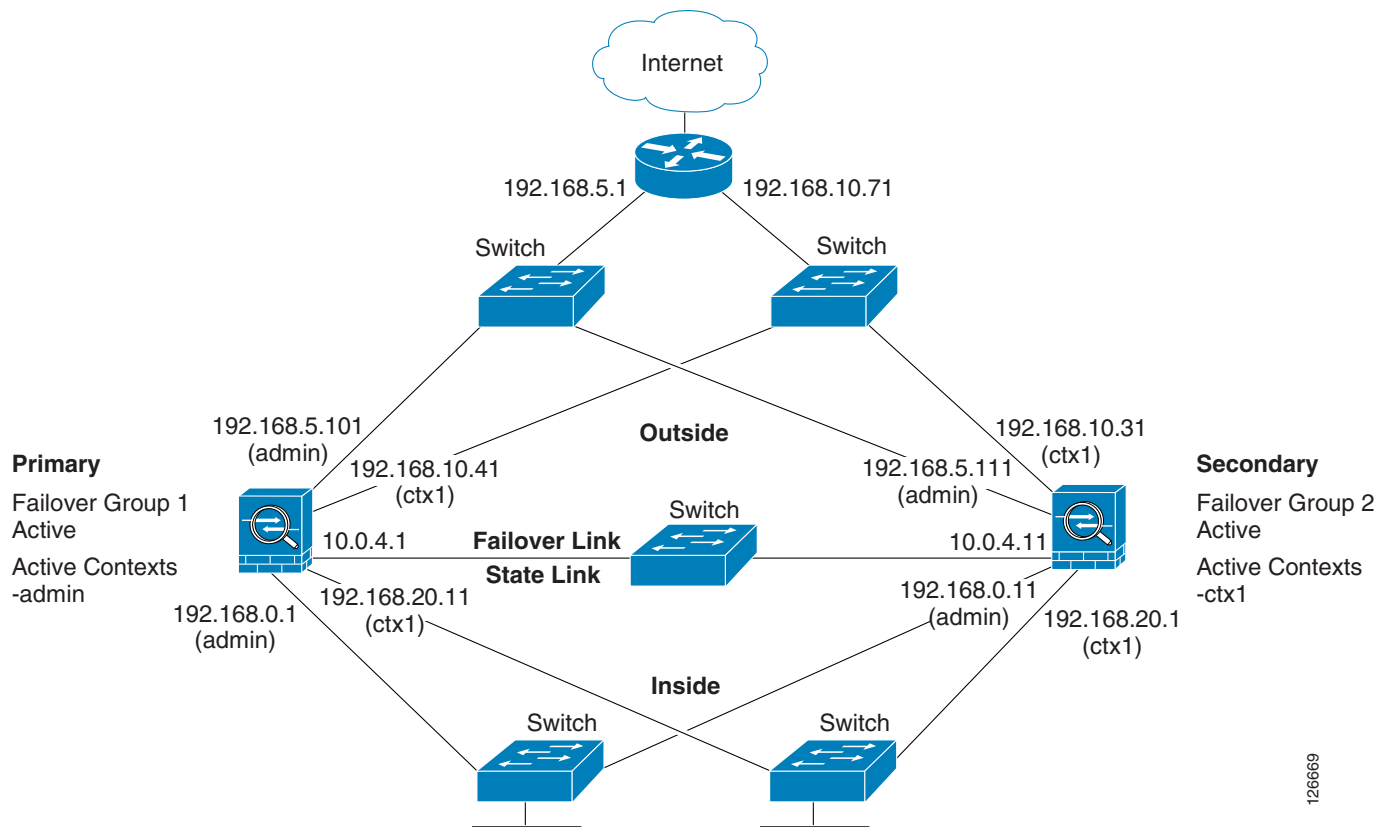 Internet
192.168.5.1
192.168.10.71
Switch
Switch
192.168.5.101
(admin)
Outside
192.168.10.31
(ctx1)
Primary
192.168.10.41
(ctx1)
192.168.5.111
(admin)
Secondary
Failover Group 1
Active
Switch
Failover Group 2
Active
10.0.4.1
Failover Link
10.0.4.11
Active Contexts
-admin
State Link
Active Contexts
-ctx1
192.168.0.1
(admin)
192.168.20.11
(ctx1)
192.168.0.11
(admin)
192.168.20.1
(ctx1)
Inside
Switch
Switch
126669